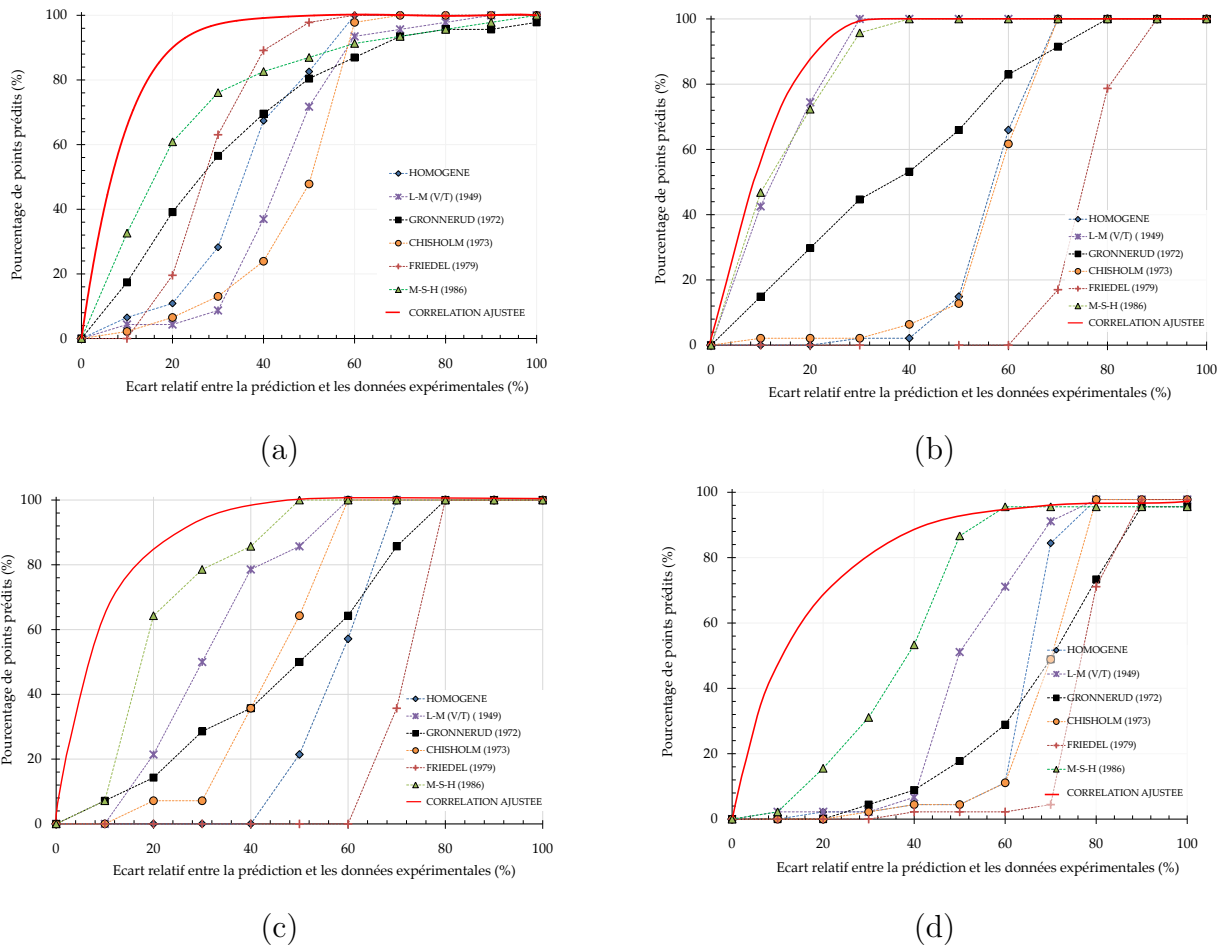 100
80
60
40
20
0
Pourcentage de points prédits (%)
HOMOGENE
L-M (V/T) (1949)
GRONNERUD (1972)
CHISHOLM (1973)
FRIEDEL (1979)
M-S-H (1986)
CORRELATION AJUSTEE
0 20 40 60 80 100
Ecart relatif entre la prédiction et les données expérimentales (%)
(a)
100
80
60
40
20
0
Pourcentage de points prédits (%)
HOMOGENE
L-M (V/T) ( 1949)
GRONNERUD (1972)
CHISHOLM (1973)
FRIEDEL (1979)
M-S-H (1986)
CORRELATION AJUSTEE
0 20 40 60 80 100
Ecart relatif entre la prédiction et les données expérimentales (%)
(b)
100
80
60
40
20
0
Pourcentage de points prédits (%)
HOMOGENE
L-M (V/T) ( 1949)
GRONNERUD (1972)
CHISHOLM (1973)
FRIEDEL (1979)
M-S-H (1986)
CORRELATION AJUSTEE
0 20 40 60 80 100
Ecart relatif entre la prédiction et les données expérimentales (%)
(c)
100
80
60
40
20
0
Pourcentage de points prédits (%)
HOMOGENE
L-M (V/T) (1949)
GRONNERUD (1972)
CHISHOLM (1973)
FRIEDEL (1979)
M-S-H (1986)
CORRELATION AJUSTEE
0 20 40 60 80 100
Ecart relatif entre la prédiction et les données expérimentales (%)
(d)